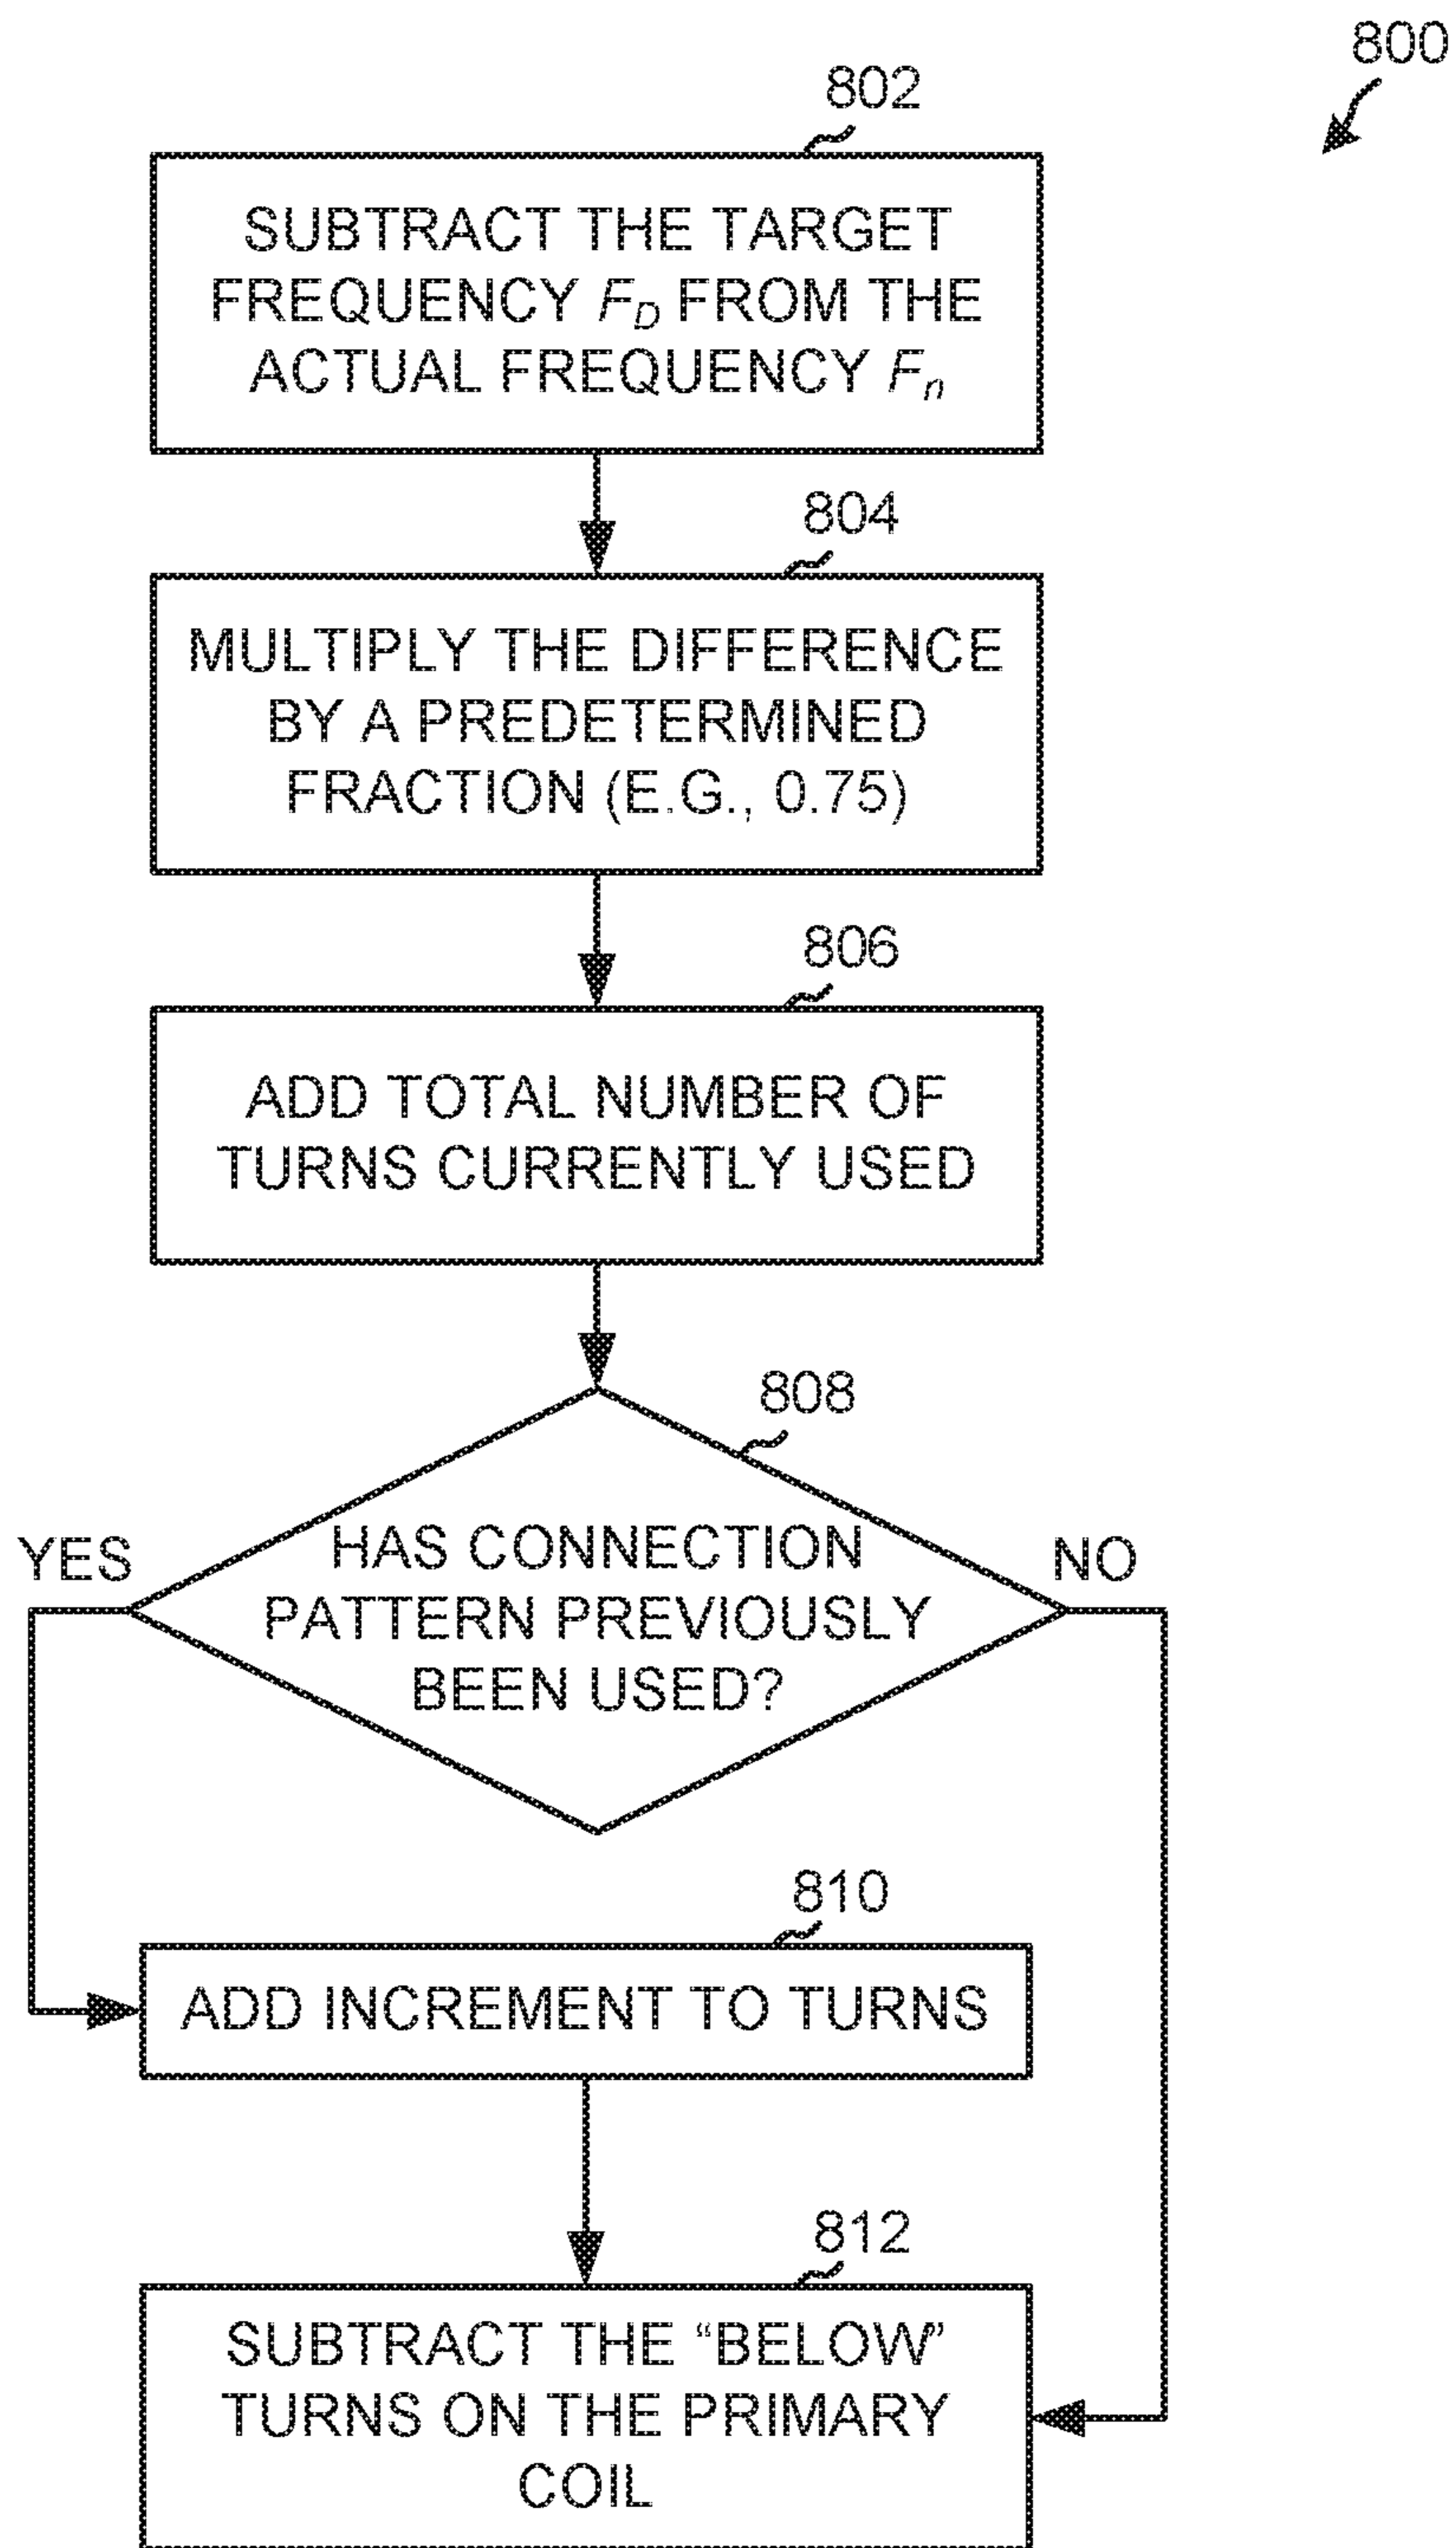 800
802
SUBTRACT THE TARGET
FREQUENCY F_D FROM THE
ACTUAL FREQUENCY F_n
804
MULTIPLY THE DIFFERENCE
BY A PREDETERMINED
FRACTION (E.G., 0.75)
806
ADD TOTAL NUMBER OF
TURNS CURRENTLY USED
808
YES
NO
HAS CONNECTION
PATTERN PREVIOUSLY
BEEN USED?
810
ADD INCREMENT TO TURNS
812
SUBTRACT THE “BELOW”
TURNS ON THE PRIMARY
COIL